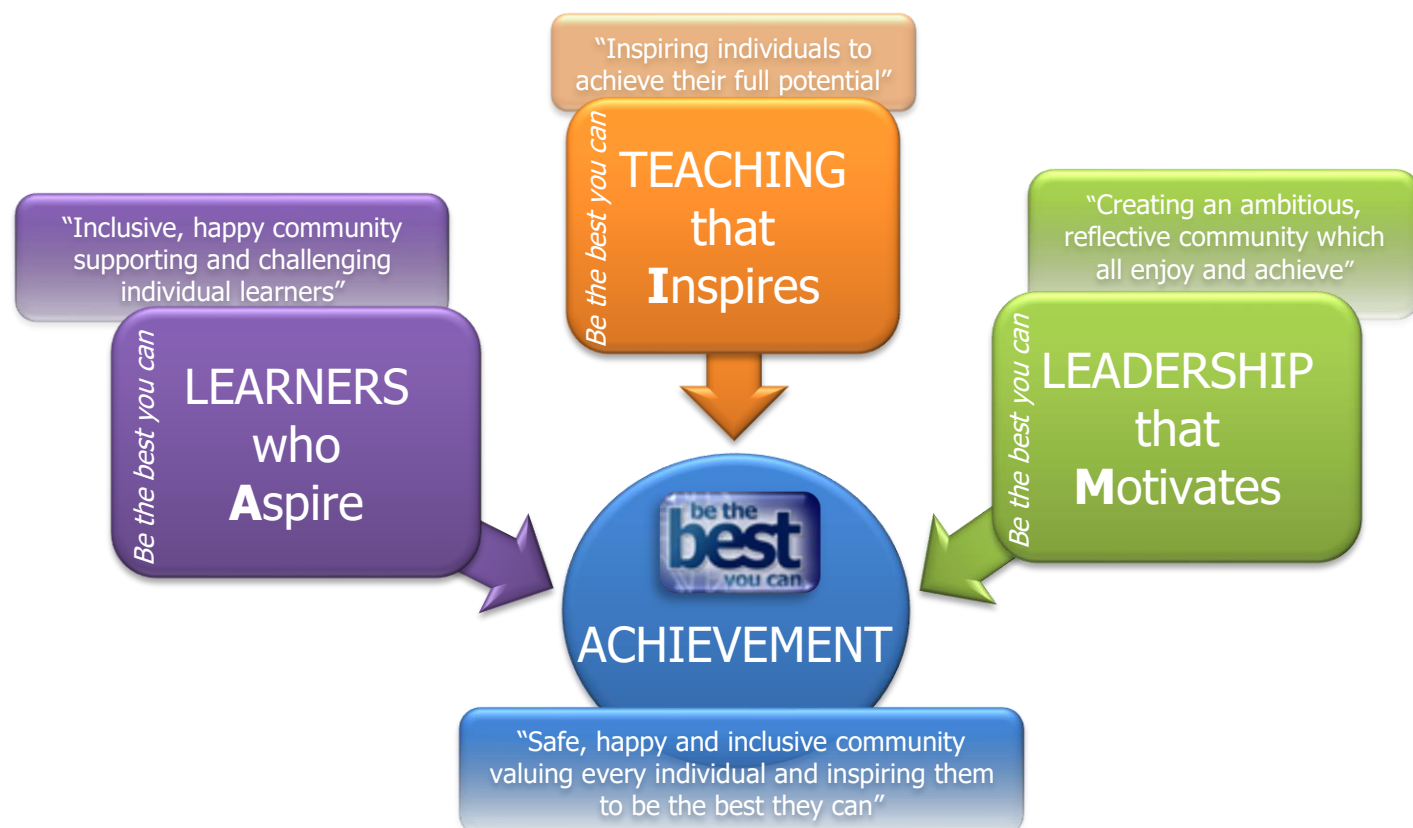 “Inspiring individuals to
achieve their full potential”
Be the best you can
TEACHING
that
Inspires
“Inclusive, happy community
supporting and challenging
individual learners”
Be the best you can
LEARNERS
who
Aspire
“Creating an ambitious,
reflective community which
all enjoy and achieve”
Be the best you can
LEADERSHIP
that
Motivates
be the
best
you can
ACHIEVEMENT
“Safe, happy and inclusive community
valuing every individual and inspiring them
to be the best they can”